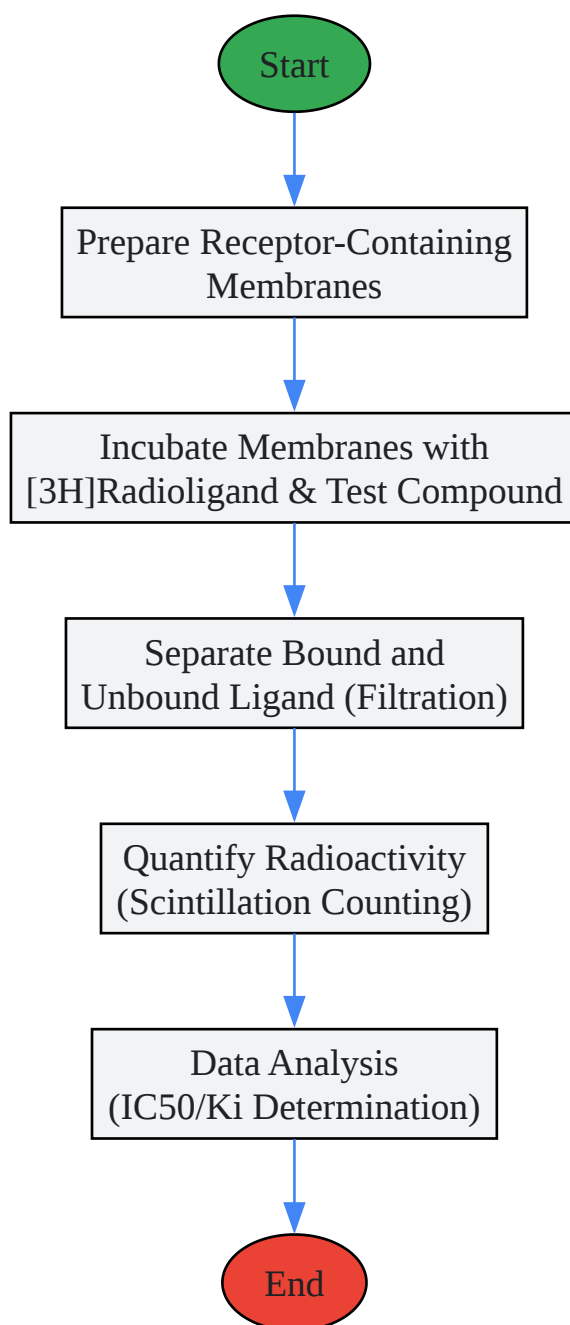 Start
Prepare Receptor-Containing
Membranes
Incubate Membranes with
[3H]Radioligand & Test Compound
Separate Bound and
Unbound Ligand (Filtration)
Quantify Radioactivity
(Scintillation Counting)
Data Analysis
(IC50/Ki Determination)
End